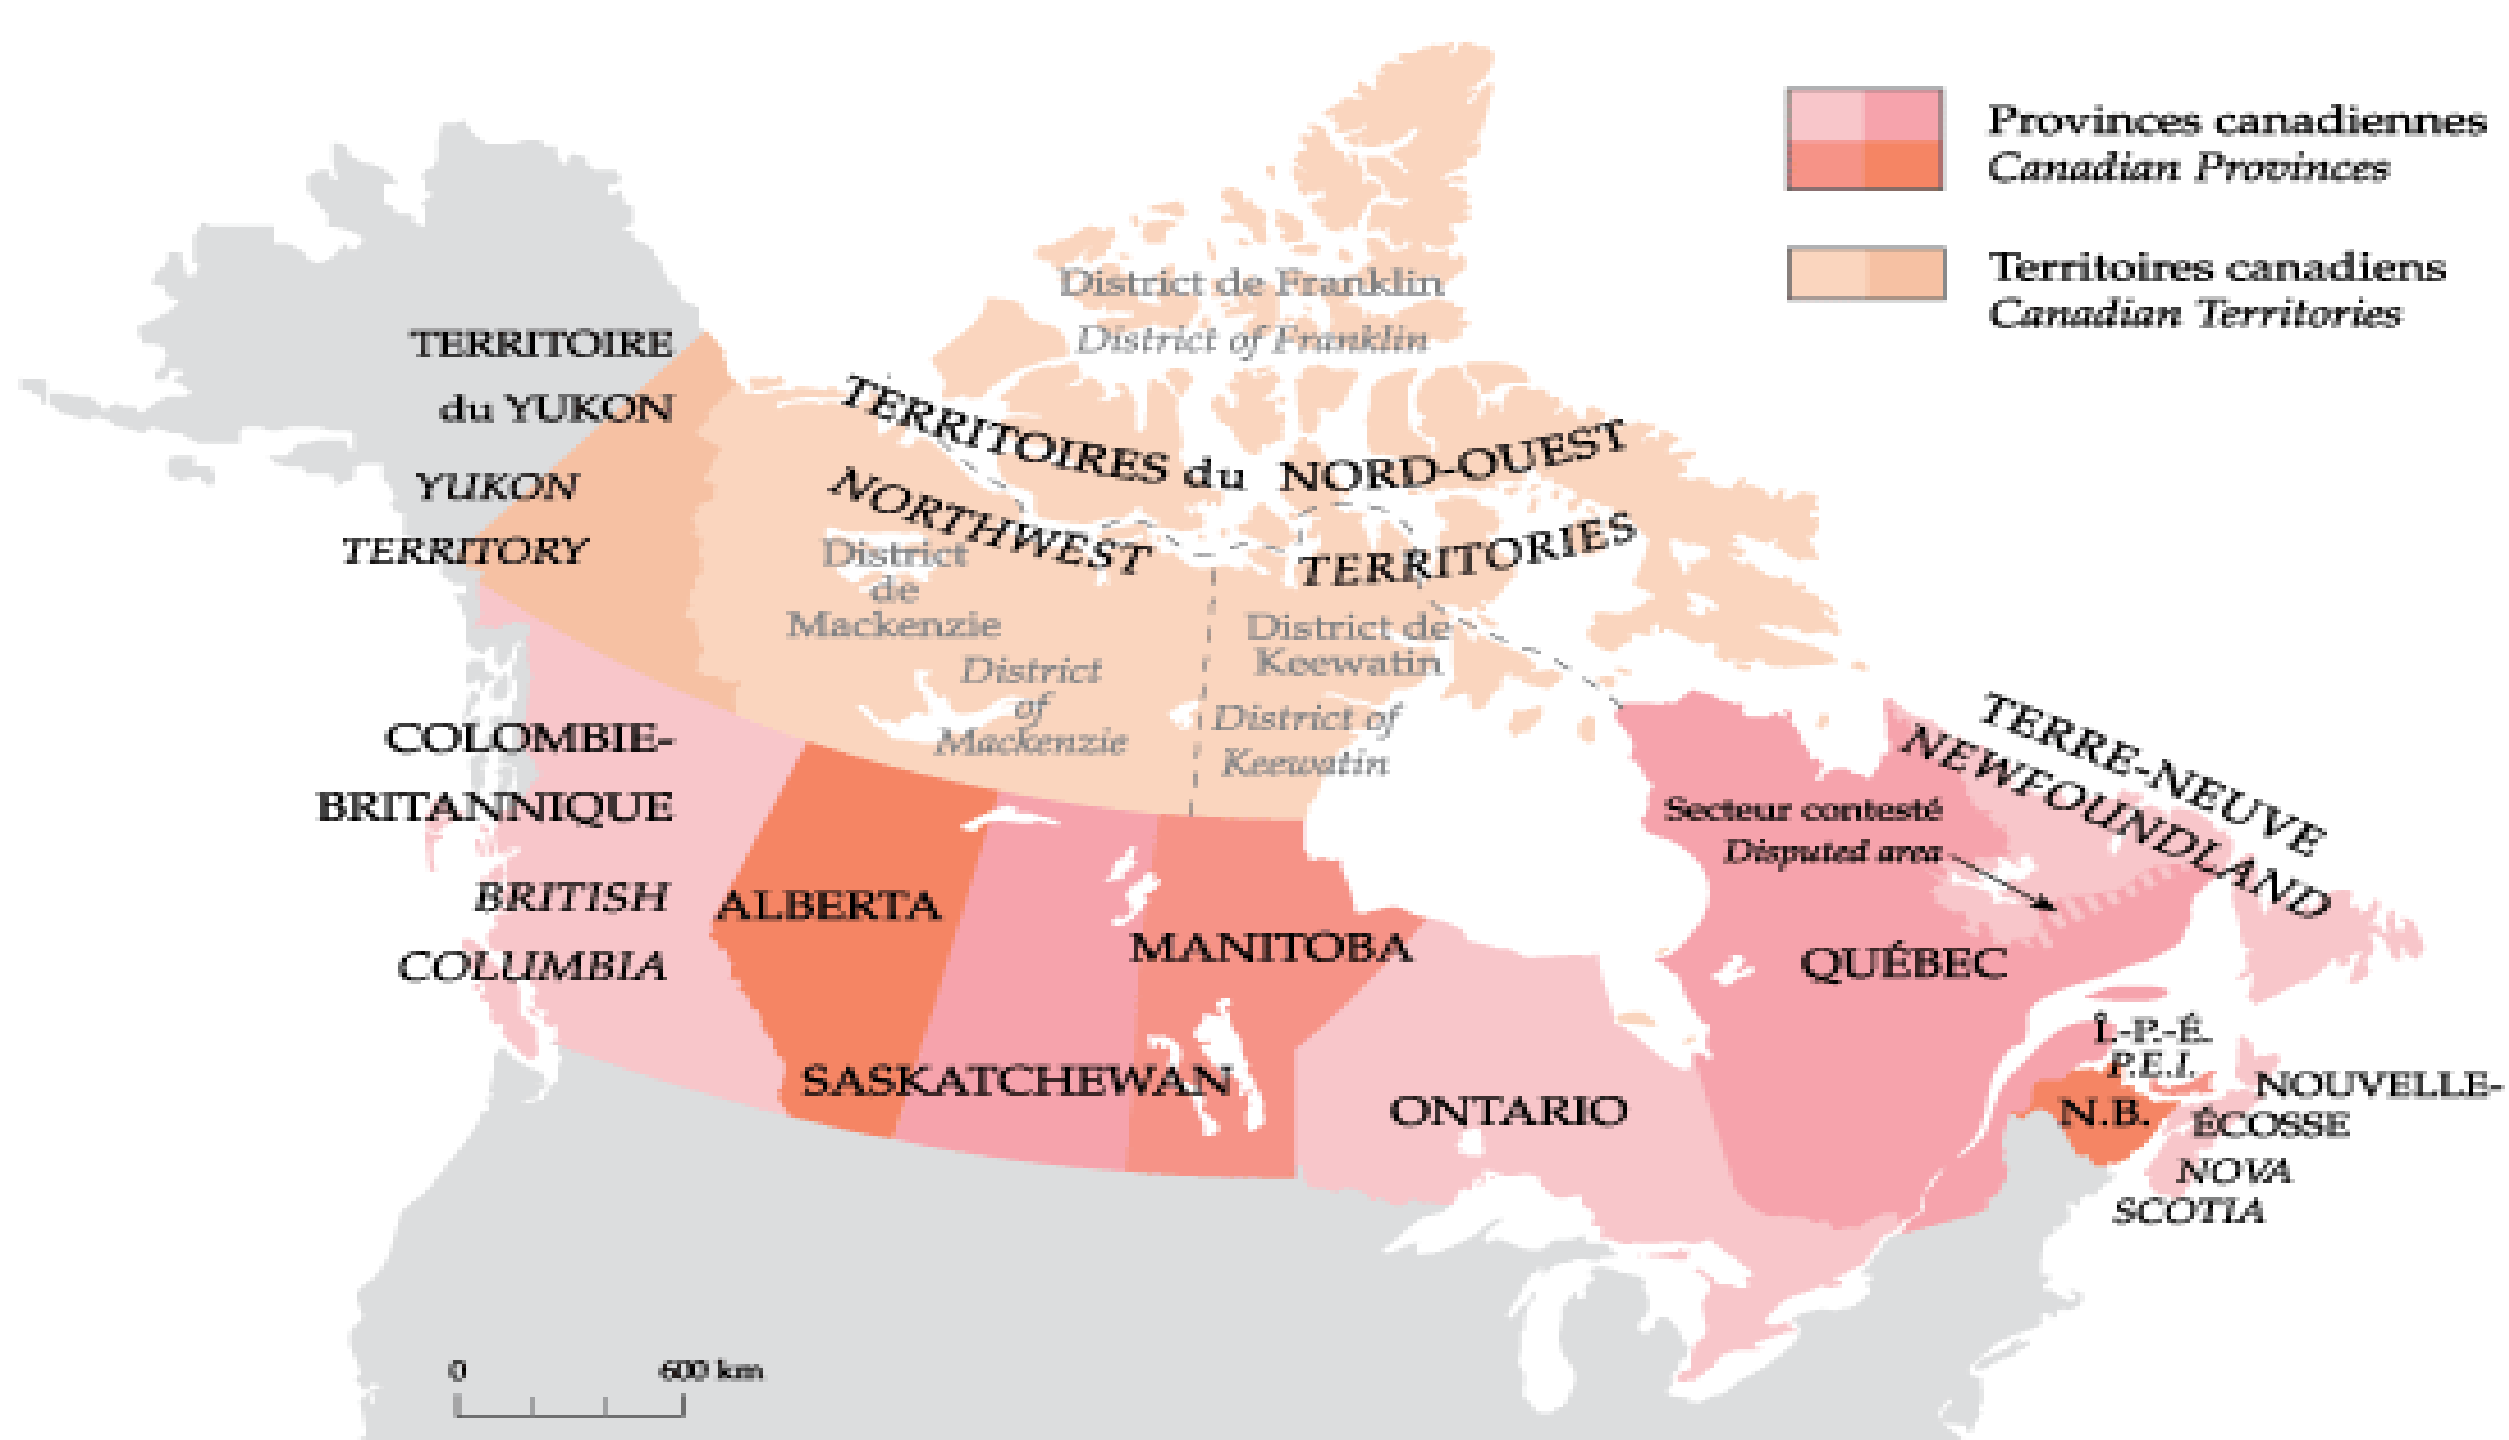 Provinces canadiennes
Canadian Provinces
Territoires canadiens
Canadian Territories
District de Franklin
District of Franklin
TERRITOIRE
du YUKON
YUKON
TERRITORY
TERRITOIRES du NORD-OUEST
NORTHWEST TERRITORIES
District
de
Mackenzie
District
of
Mackenzie
District de
Keewatin
District of
Keewatin
COLOMBIE-
BRITANNIQUE
BRITISH
COLUMBIA
ALBERTA
SASKATCHEWAN
MANITOBA
ONTARIO
QUÉBEC
Secteur contesté
Disputed area
TERRE-NEUVE
NEWFOUNDLAND
Î.-P.-É.
P.E.I.
N.B.
NOUVELLE-
ÉCOSSE
NOVA
SCOTIA
0 600 km